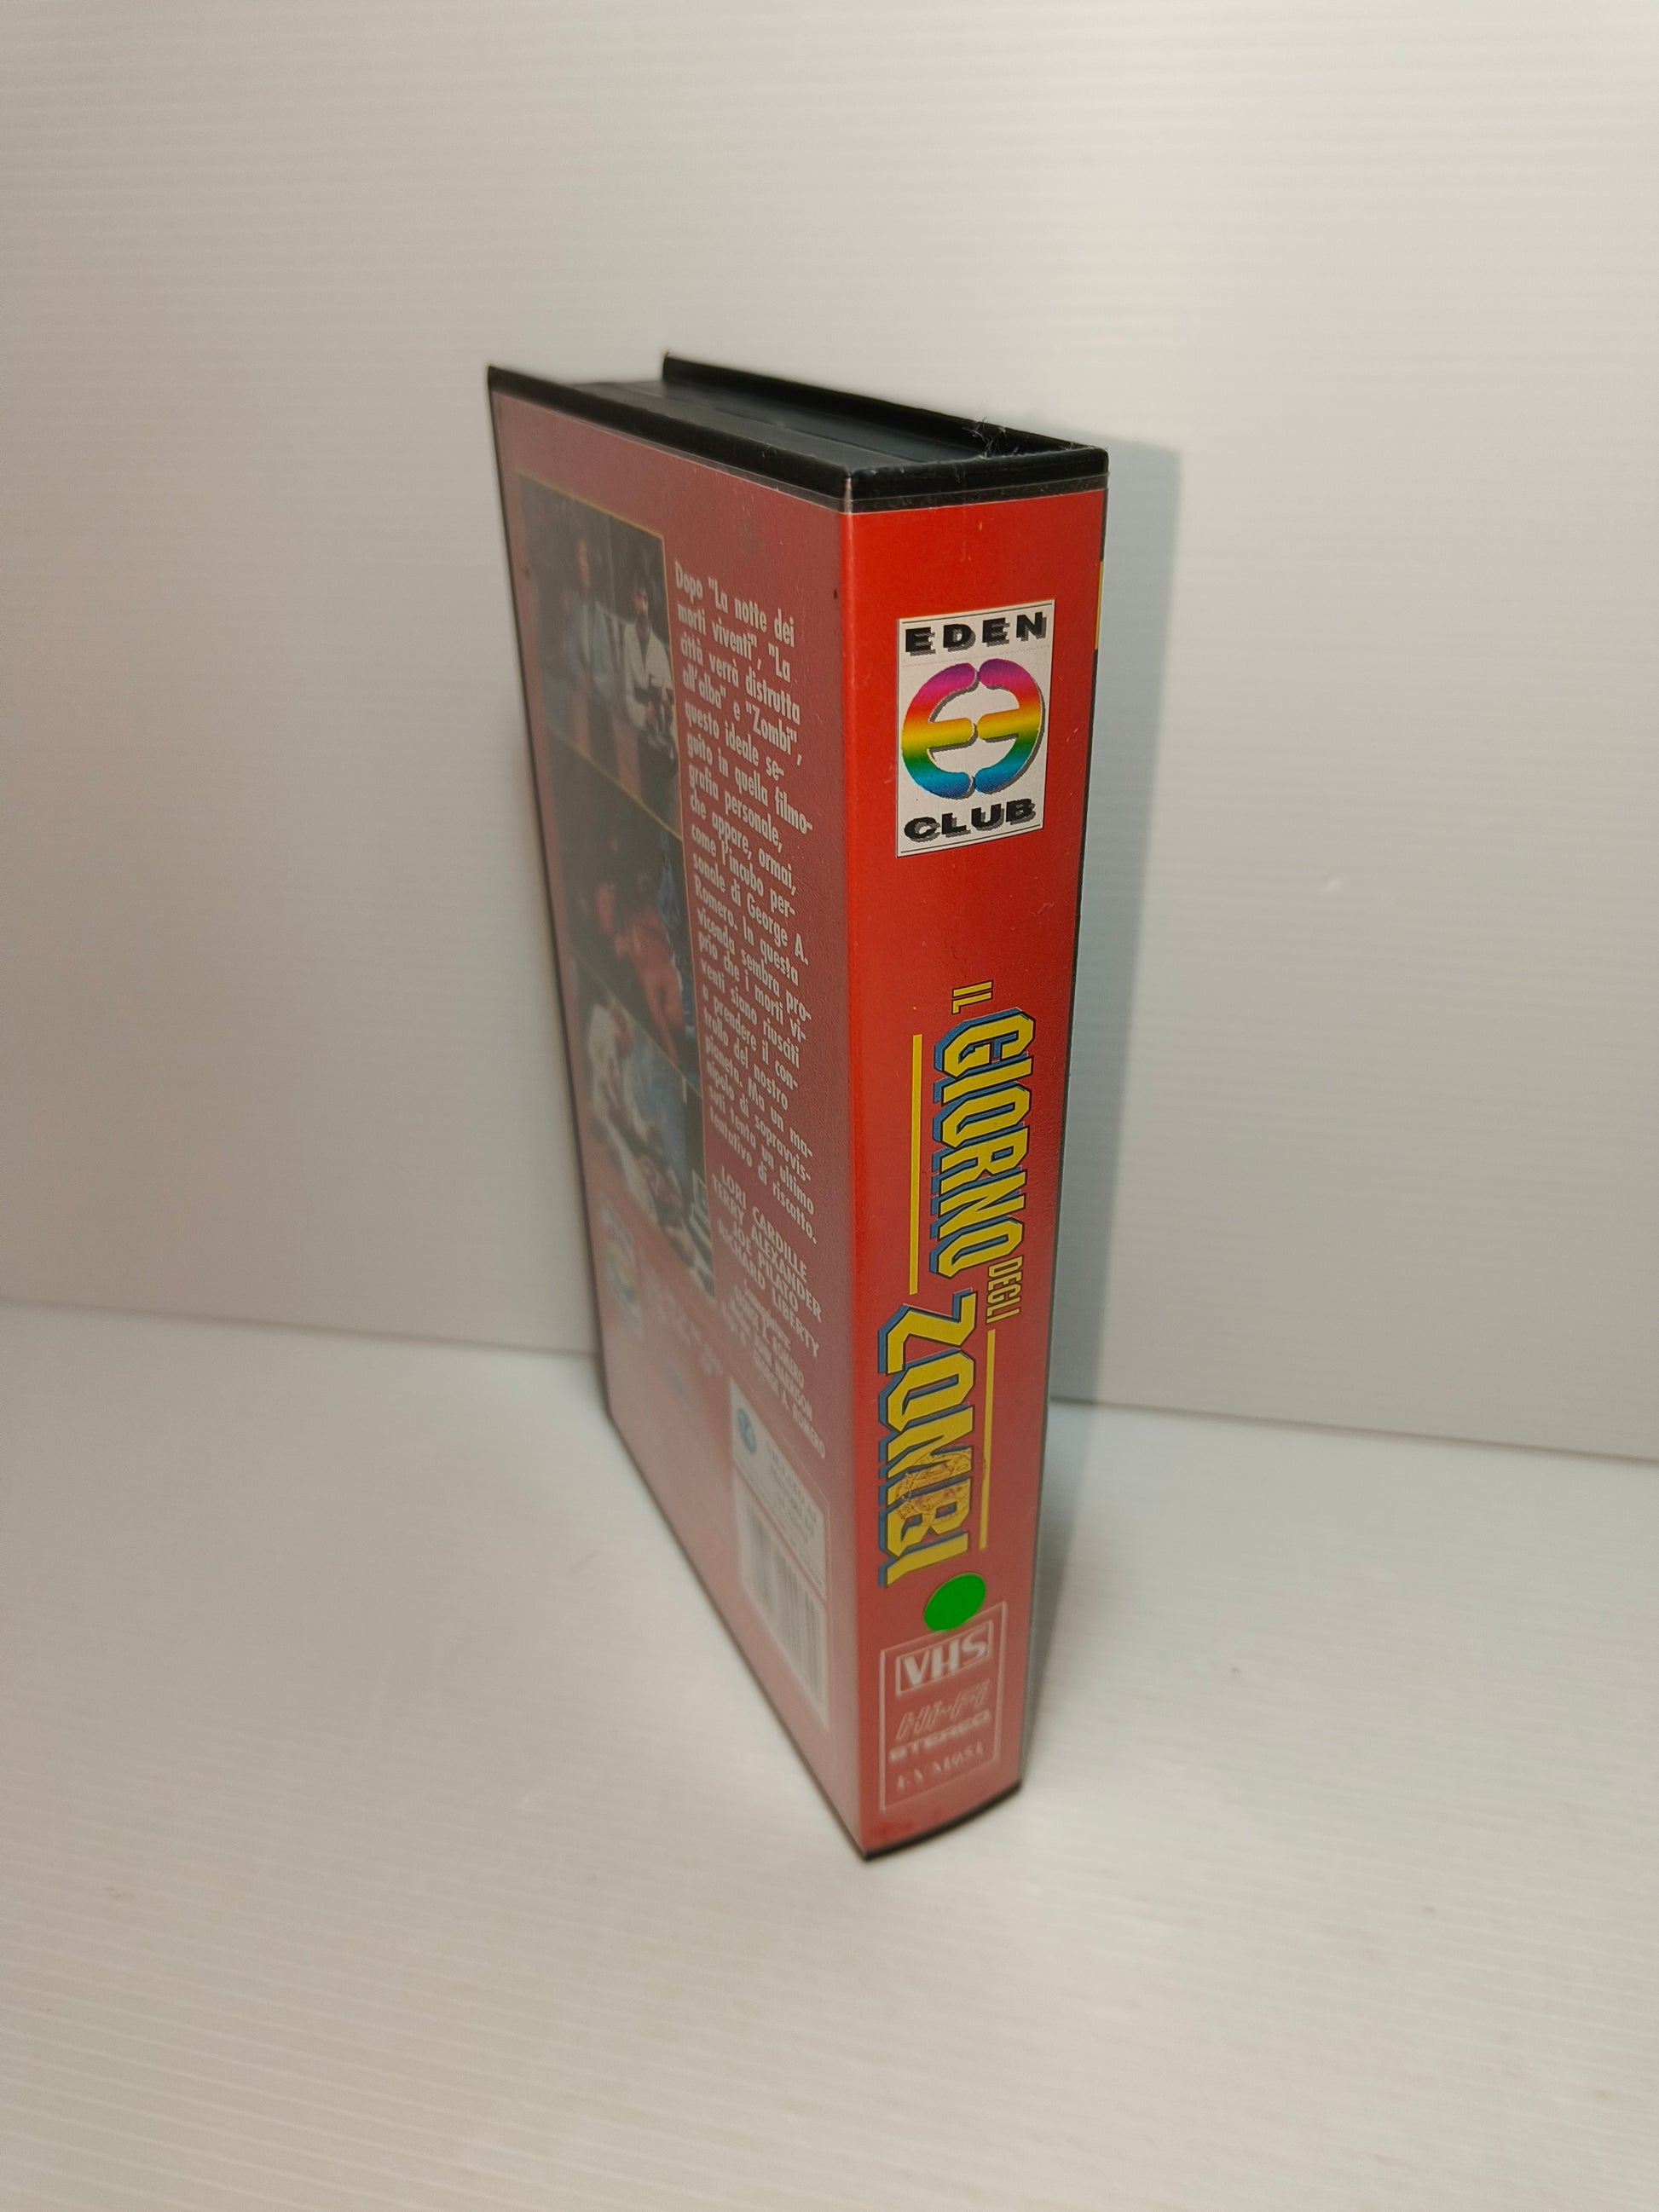 Dopo "La notte dei
morti viventi", "La
città verrà distrutta
all'alba" e "Zombi",
questo ideale se-
guito in quella filmo-
grafia personale,
che appare, ormai,
come l'incubo per-
sonale di George A.
Romero. In questa
vicenda sembra pro-
prio che i morti vi-
venti siano riusciti
a prendere il con-
trollo del nostro
pianeta. Ma un ma-
nipolo di sopravvis-
suti tenta un ultimo
tentativo di riscatto.
LORI CARDILLE
TERRY ALEXANDER
JOE PILATO
RICHARD LIBERTY
GEORGE A. ROMERO
EDEN
CLUB
IL
GIORNO DEGLI
ZOMBI
VHS
Hi-Fi
STEREO